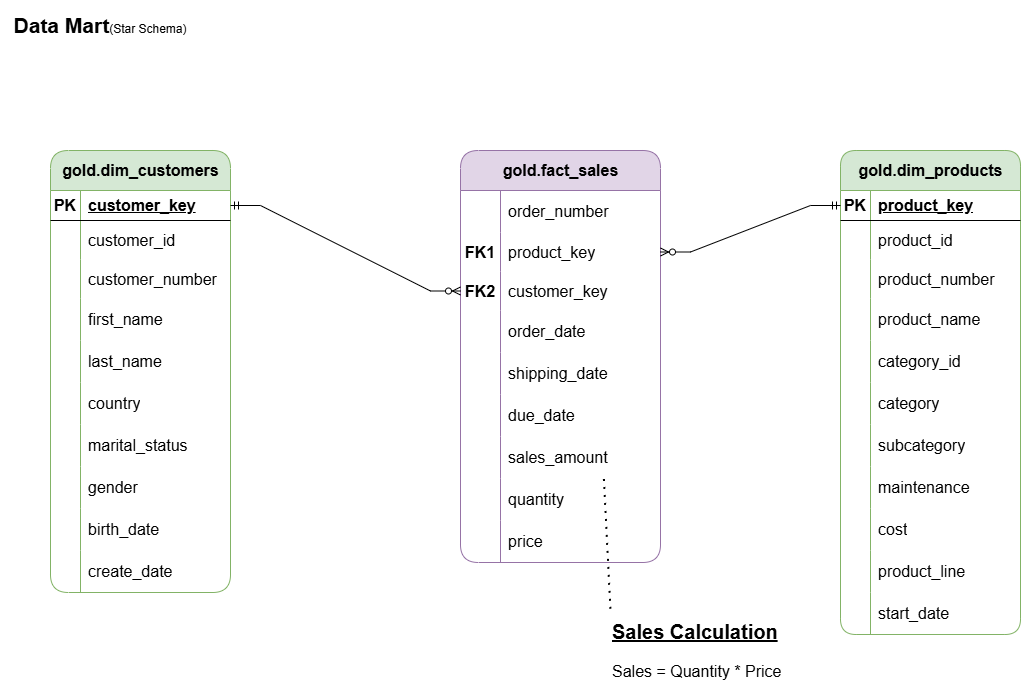 Data Mart(Star Schema)
gold.dim_customers
PK customer_key
customer_id
customer_number
first_name
last_name
country
marital_status
gender
birth_date
create_date
gold.fact_sales
order_number
FK1 product_key
FK2 customer_key
order_date
shipping_date
due_date
sales_amount
quantity
price
Sales Calculation
Sales = Quantity * Price
gold.dim_products
PK product_key
product_id
product_number
product_name
category_id
category
subcategory
maintenance
cost
product_line
start_date